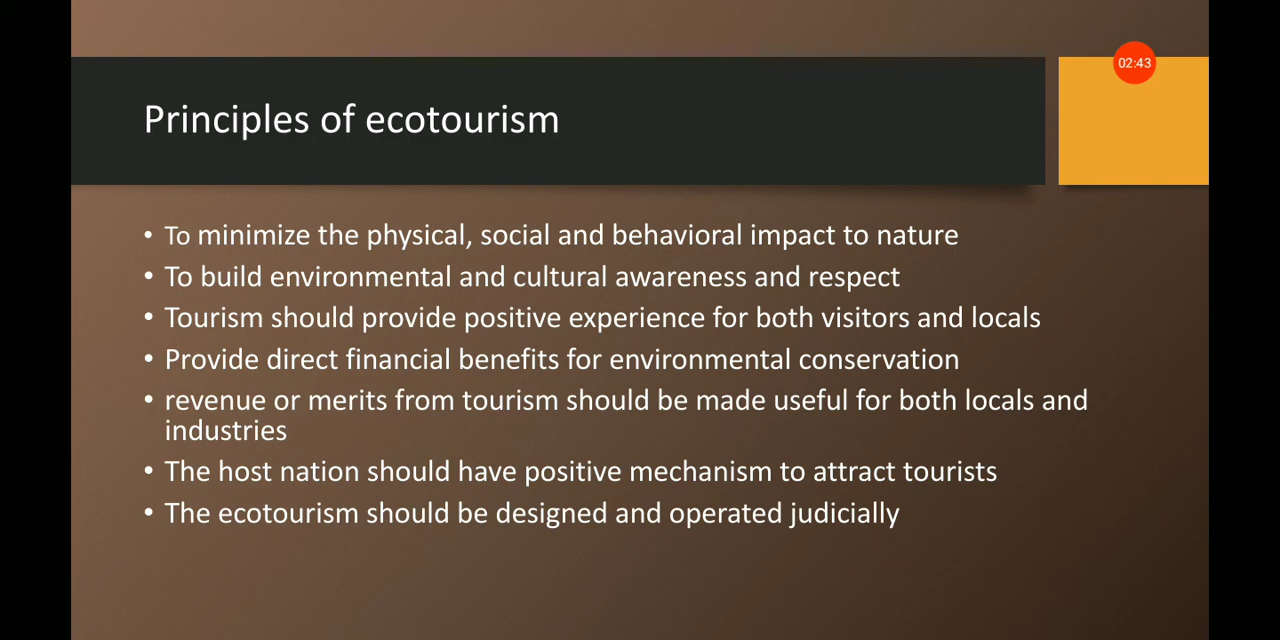 02:43
Principles of ecotourism
• To minimize the physical, social and behavioral impact to nature
• To build environmental and cultural awareness and respect
• Tourism should provide positive experience for both visitors and locals
• Provide direct financial benefits for environmental conservation
• revenue or merits from tourism should be made useful for both locals and
industries
• The host nation should have positive mechanism to attract tourists
• The ecotourism should be designed and operated judicially